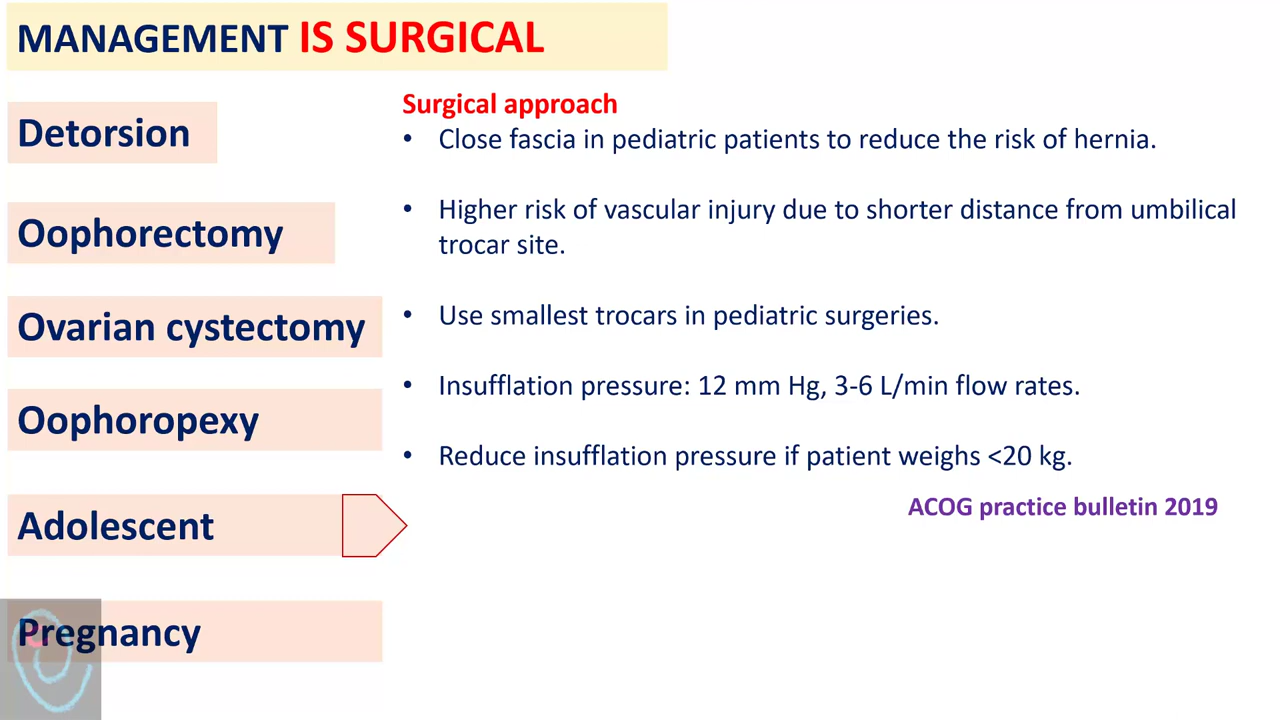 MANAGEMENT IS SURGICAL
Detorsion
Oophorectomy
Ovarian cystectomy
Oophoropexy
Adolescent
Pregnancy
Surgical approach
• Close fascia in pediatric patients to reduce the risk of hernia.
• Higher risk of vascular injury due to shorter distance from umbilical
trocar site.
• Use smallest trocars in pediatric surgeries.
• Insufflation pressure: 12 mm Hg, 3-6 L/min flow rates.
• Reduce insufflation pressure if patient weighs <20 kg.
ACOG practice bulletin 2019